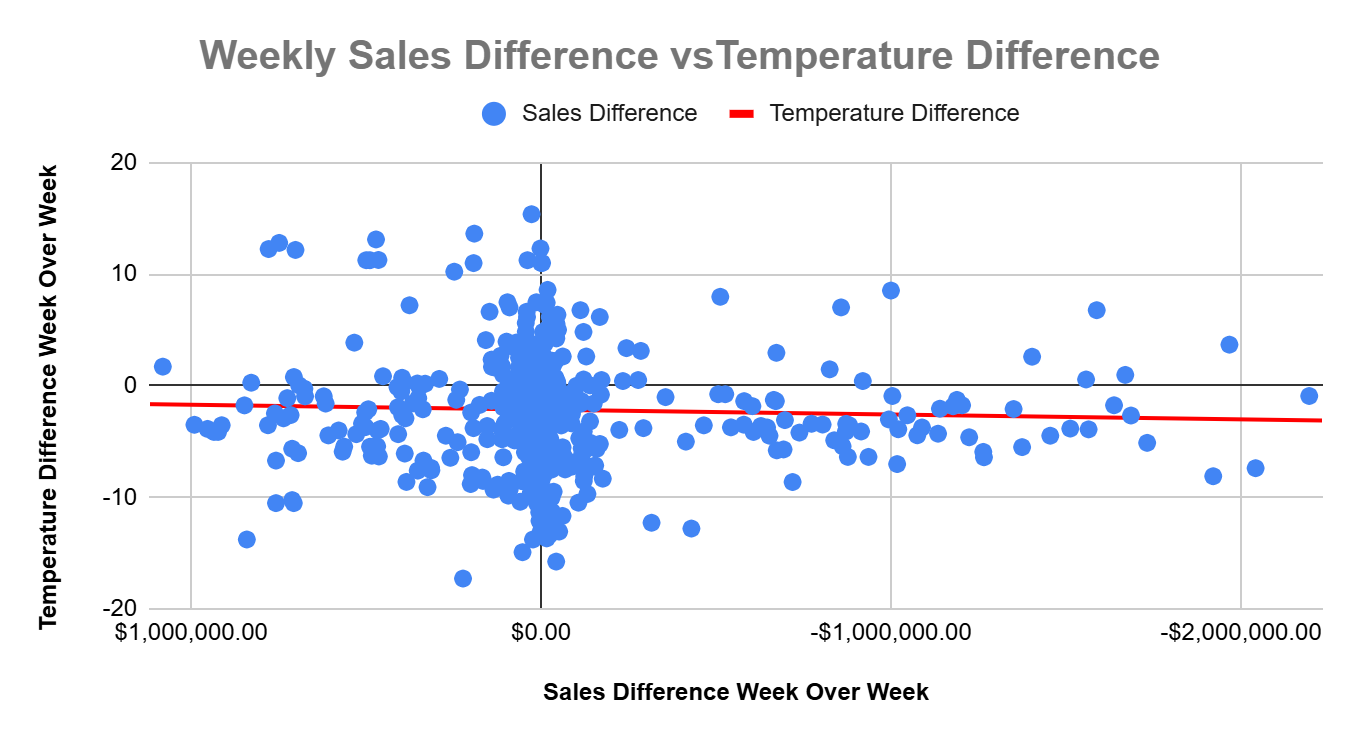 Weekly Sales Difference vsTemperature Difference
Sales Difference
Temperature Difference
Temperature Difference Week Over Week
20
10
0
-10
-20
$1,000,000.00
$0.00
-$1,000,000.00
-$2,000,000.00
Sales Difference Week Over Week